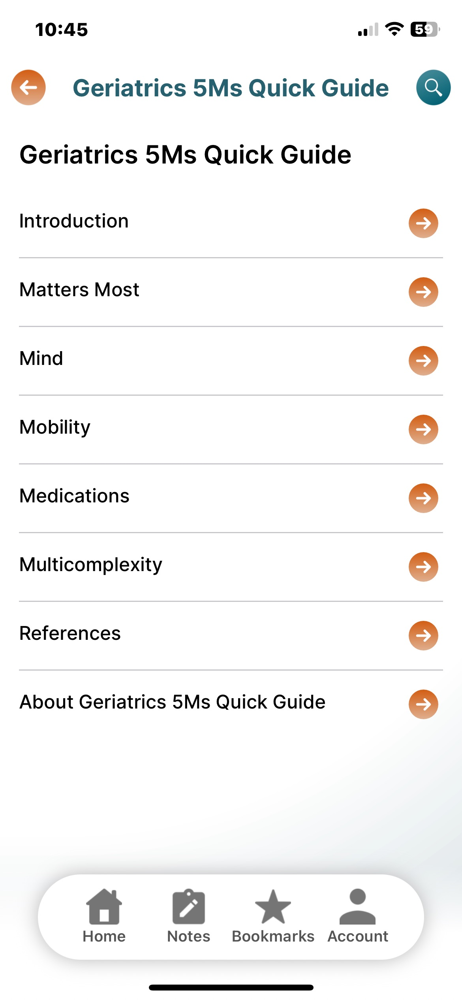 10:45
59
Geriatrics 5Ms Quick Guide
Geriatrics 5Ms Quick Guide
Introduction
Matters Most
Mind
Mobility
Medications
Multicomplexity
References
About Geriatrics 5Ms Quick Guide
Home Notes Bookmarks Account